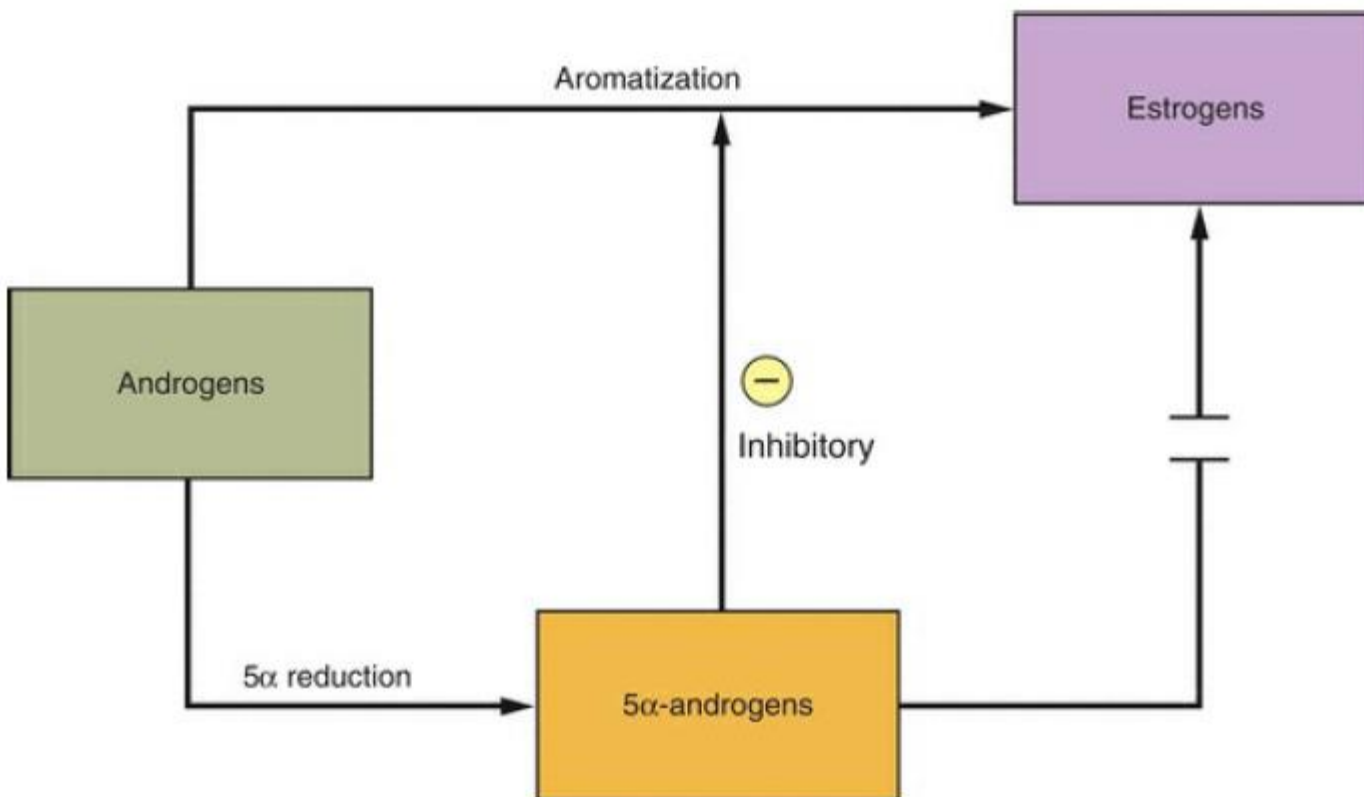 Aromatization
Estrogens
Androgens
−
Inhibitory
5α reduction
5α-androgens